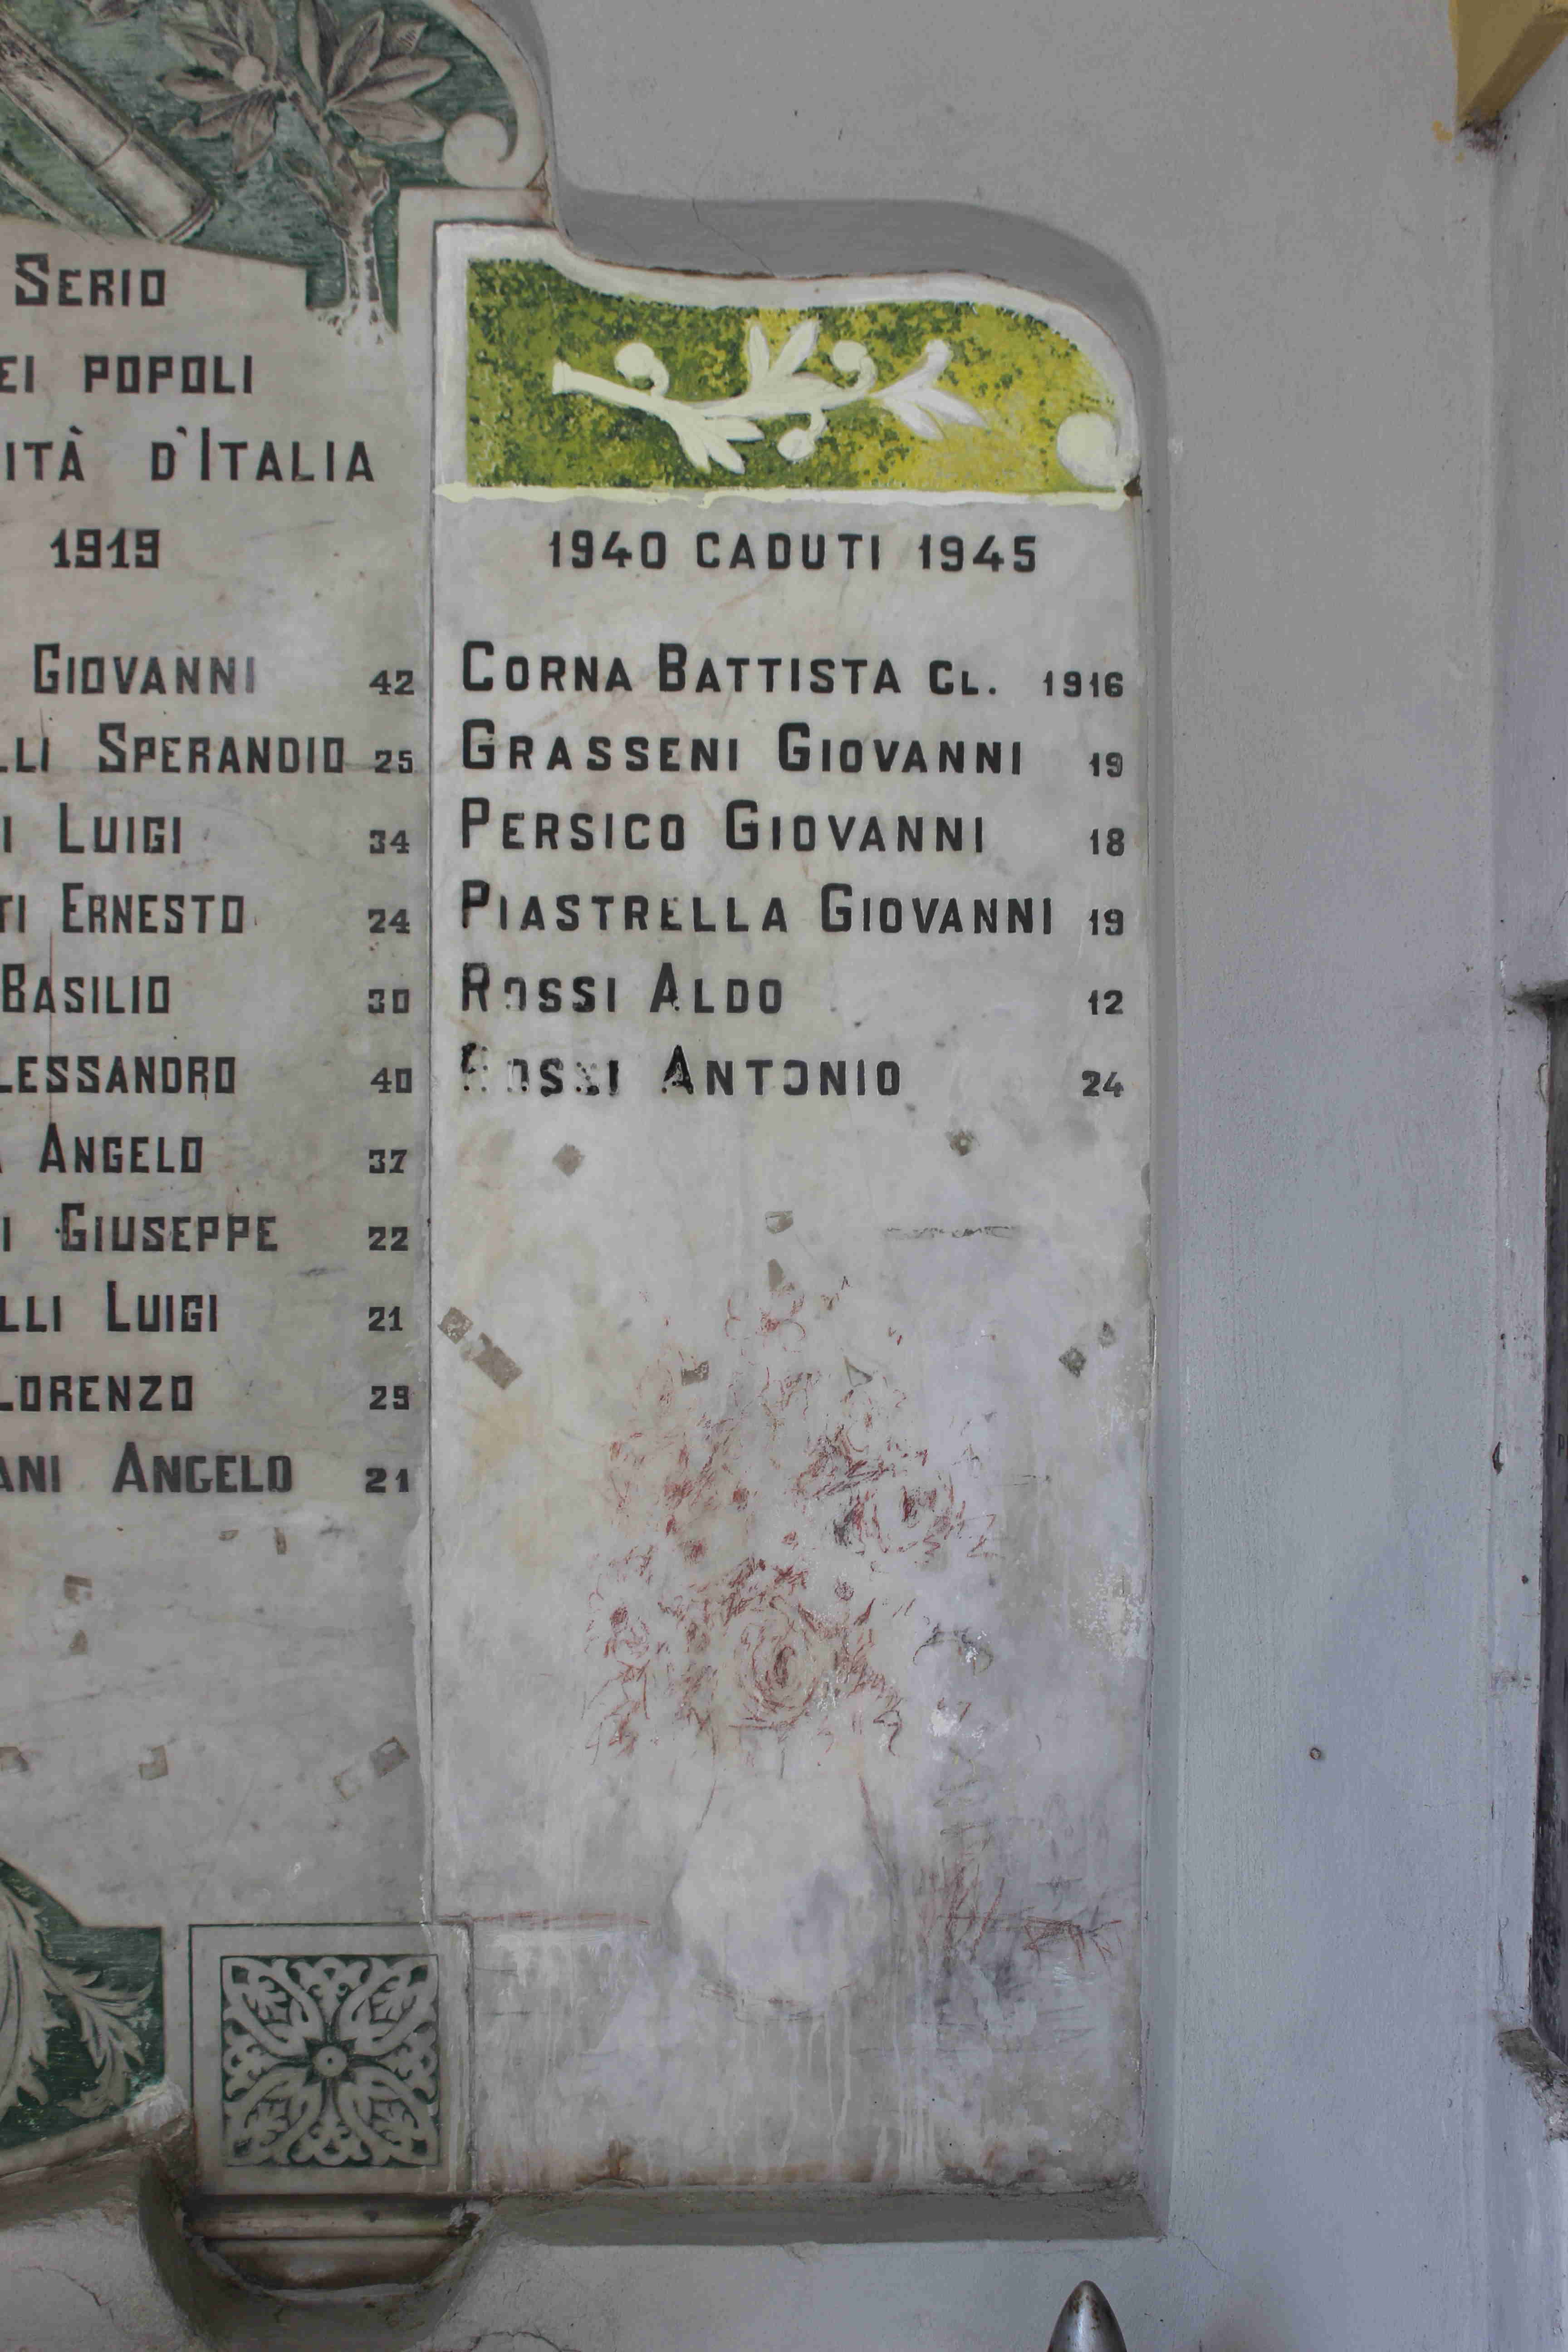 SERIO
EI POPOLI
ITÀ D'ITALIA
1919
GIOVANNI 42
LLI SPERANDIO 25
I LUIGI 34
TI ERNESTO 24
BASILIO 30
LESSANDRO 40
ANGELO 37
I GIUSEPPE 22
LLI LUIGI 21
LORENZO 29
ANI ANGELO 21
1940 CADUTI 1945
CORNA BATTISTA CL. 1916
GRASSENI GIOVANNI 19
PERSICO GIOVANNI 18
PIASTRELLA GIOVANNI 19
ROSSI ALDO 12
ROSSI ANTONIO 24